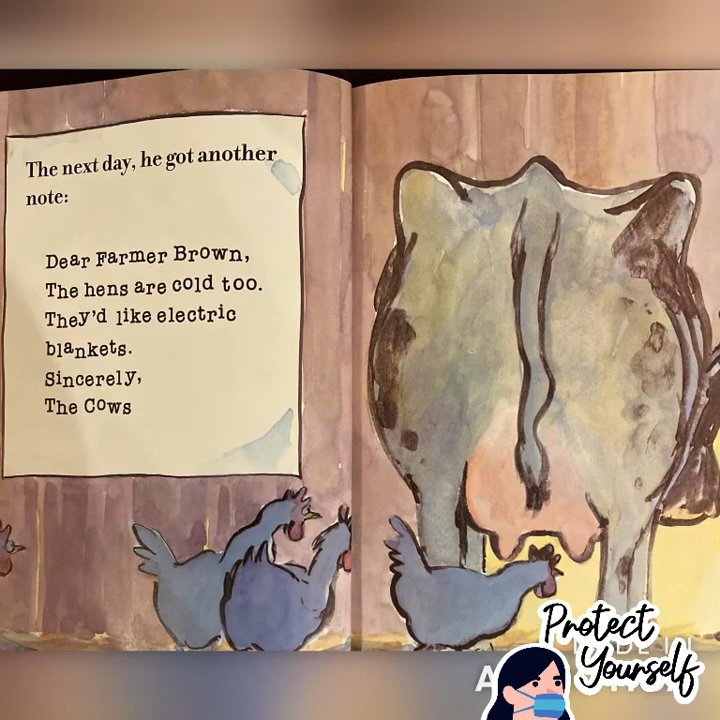 The next day, he got another
note:
Dear Farmer Brown,
The hens are cold too.
They'd like electric
blankets.
Sincerely,
The Cows
Protect
Yourself